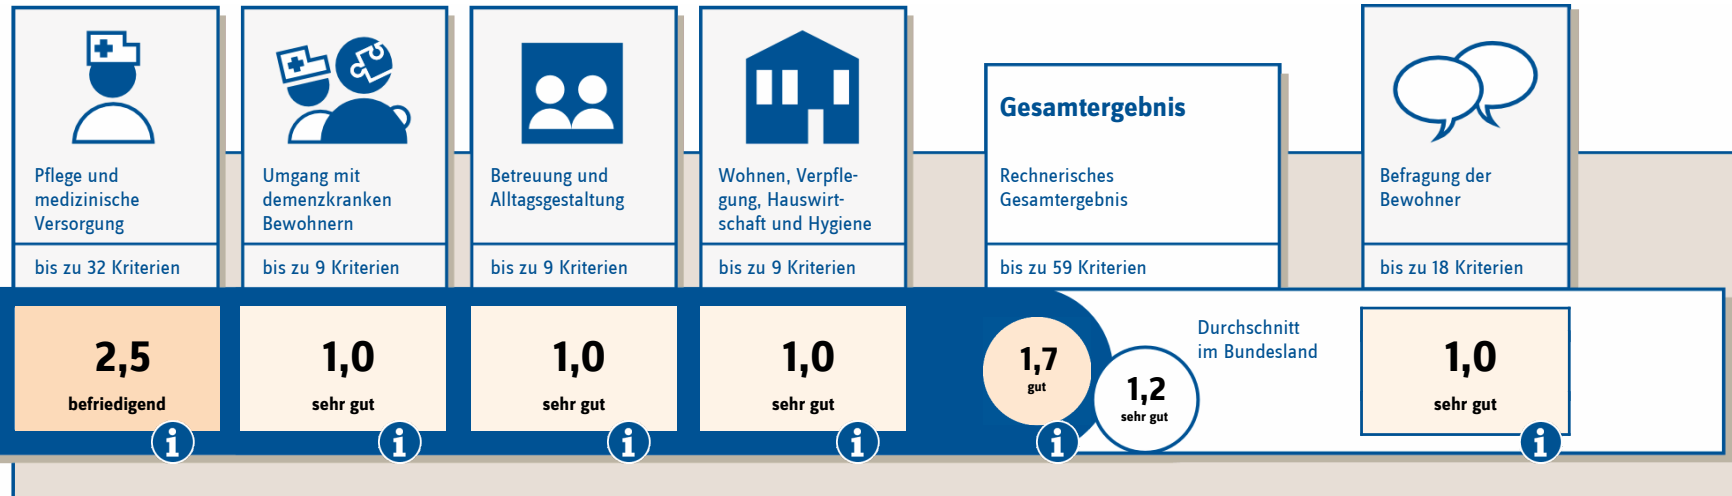 Pflege und
medizinische
Versorgung
bis zu 32 Kriterien
2,5
befriedigend
i
Umgang mit
demenzkranken
Bewohnern
bis zu 9 Kriterien
1,0
sehr gut
i
Betreuung und
Alltagsgestaltung
bis zu 9 Kriterien
1,0
sehr gut
i
Wohnen, Verpfle-
gung, Hauswirt-
schaft und Hygiene
bis zu 9 Kriterien
1,0
sehr gut
i
Gesamtergebnis
Rechnerisches
Gesamtergebnis
bis zu 59 Kriterien
1,7
gut
i
1,2
sehr gut
Durchschnitt
im Bundesland
Befragung der
Bewohner
bis zu 18 Kriterien
1,0
sehr gut
i